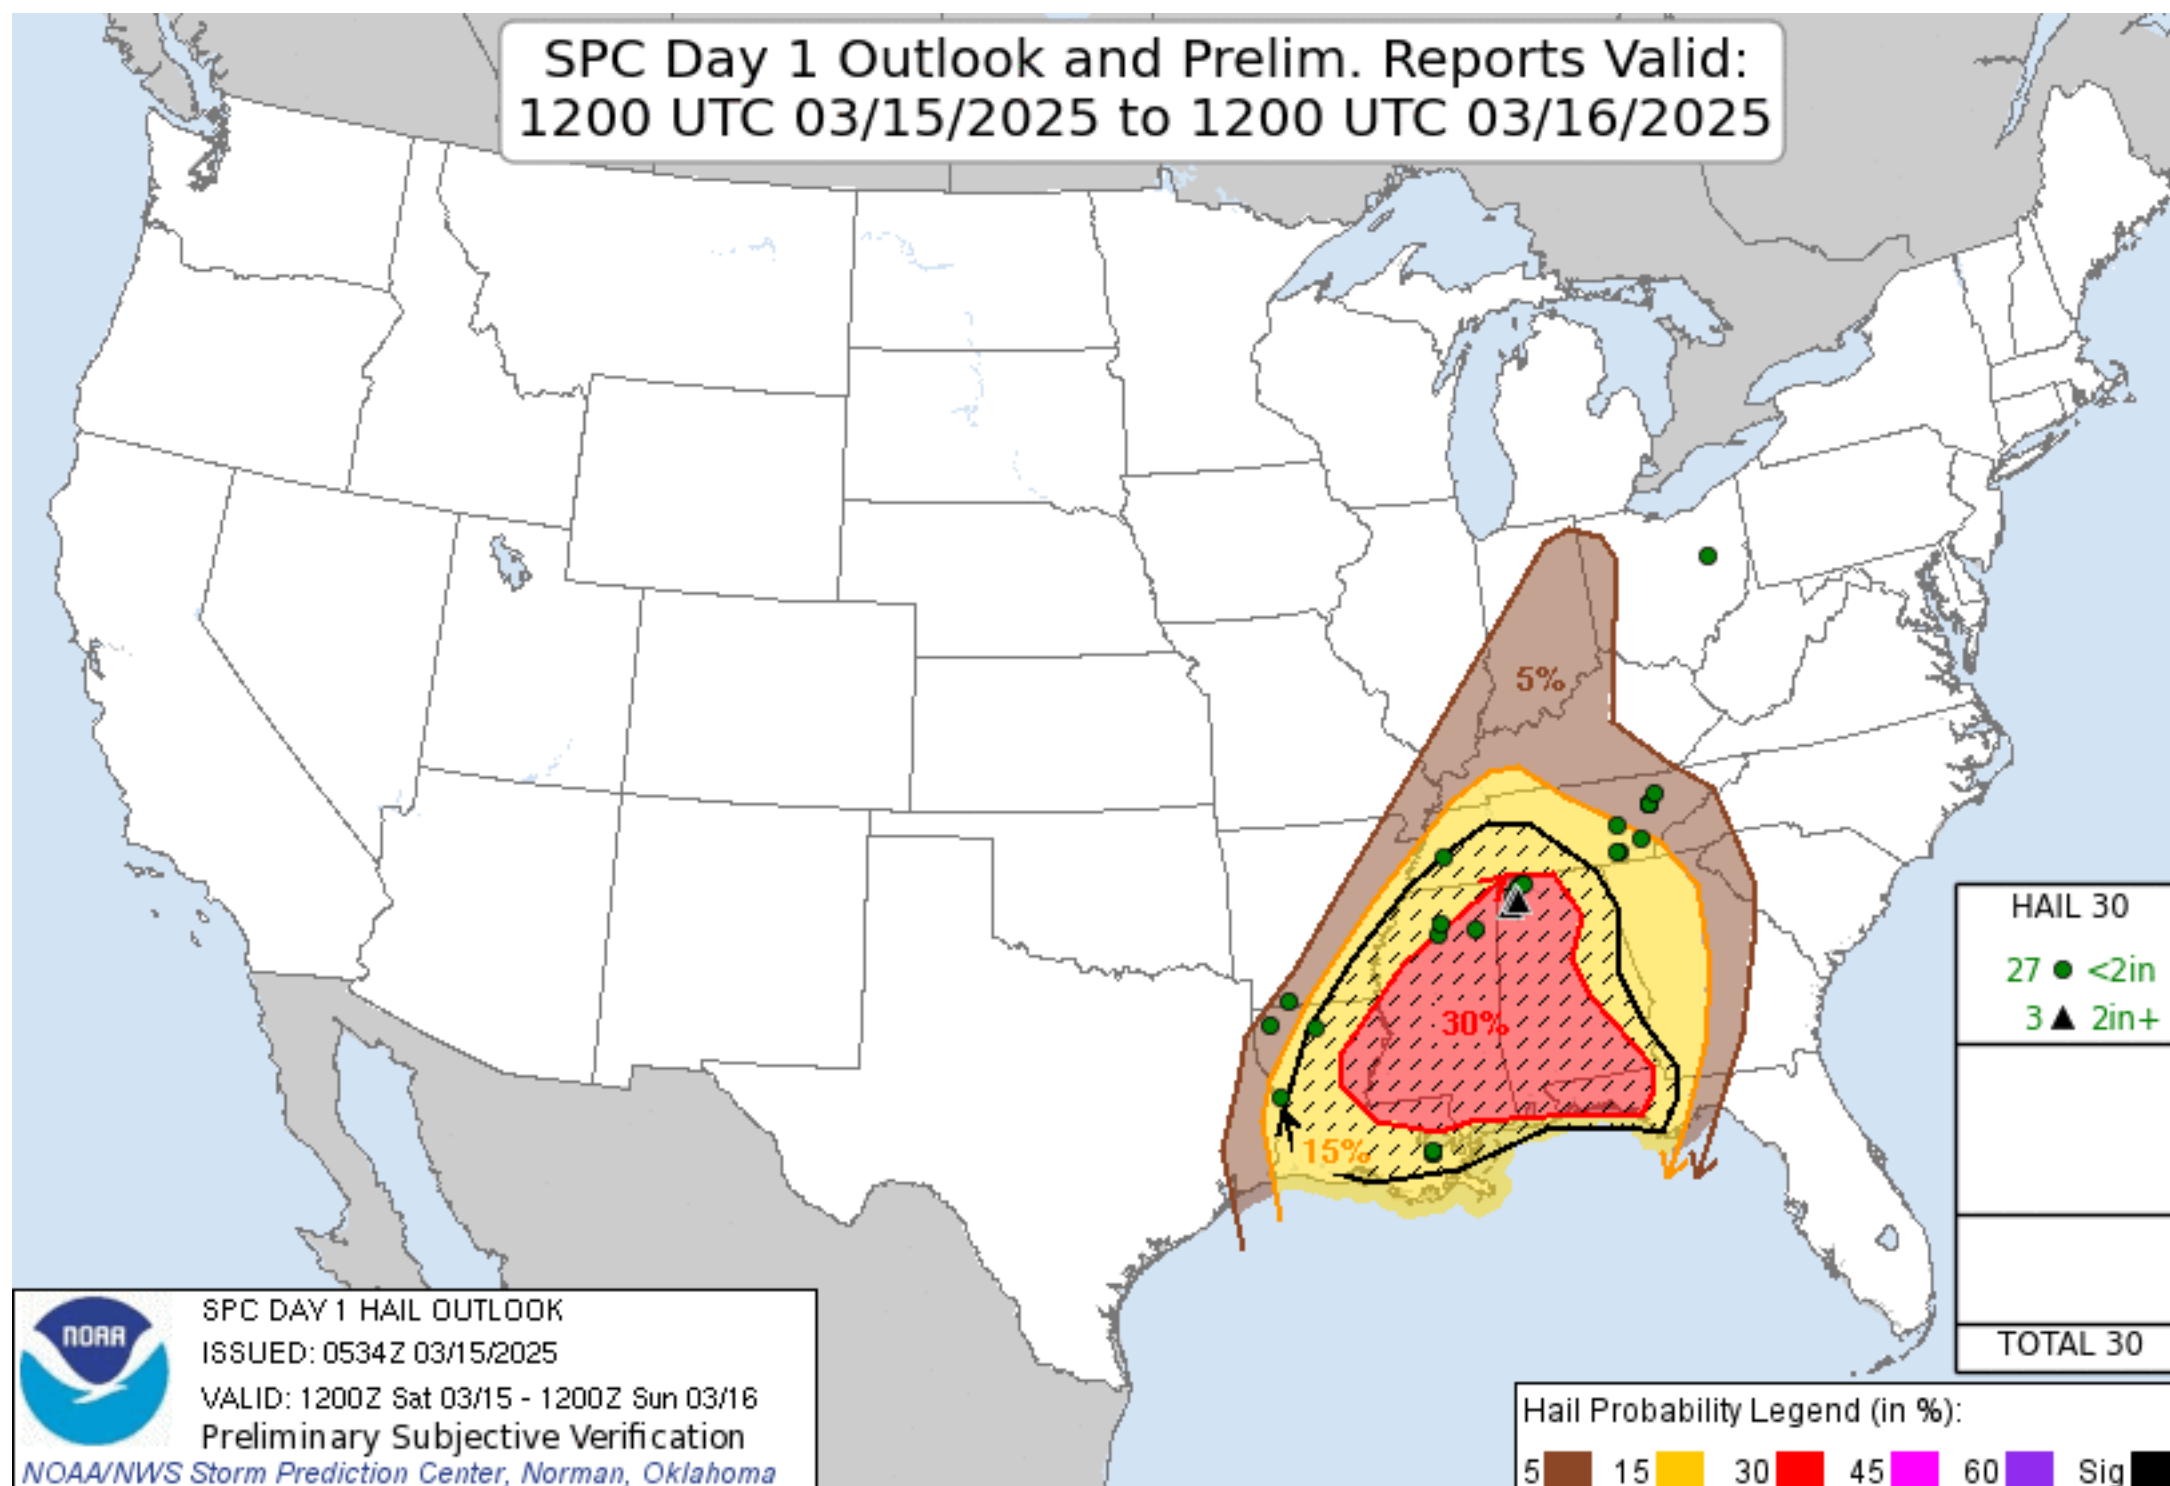 SPC Day 1 Outlook and Prelim. Reports Valid:
1200 UTC 03/15/2025 to 1200 UTC 03/16/2025
5%
30%
15%
HAIL 30
27 <2in
3 2in+
TOTAL 30
NOAA
SPC DAY 1 HAIL OUTLOOK
ISSUED: 0534Z 03/15/2025
VALID: 1200Z Sat 03/15 - 1200Z Sun 03/16
Preliminary Subjective Verification
NOAA/NWS Storm Prediction Center, Norman, Oklahoma
Hail Probability Legend (in %):
5 15 30 45 60 Sig